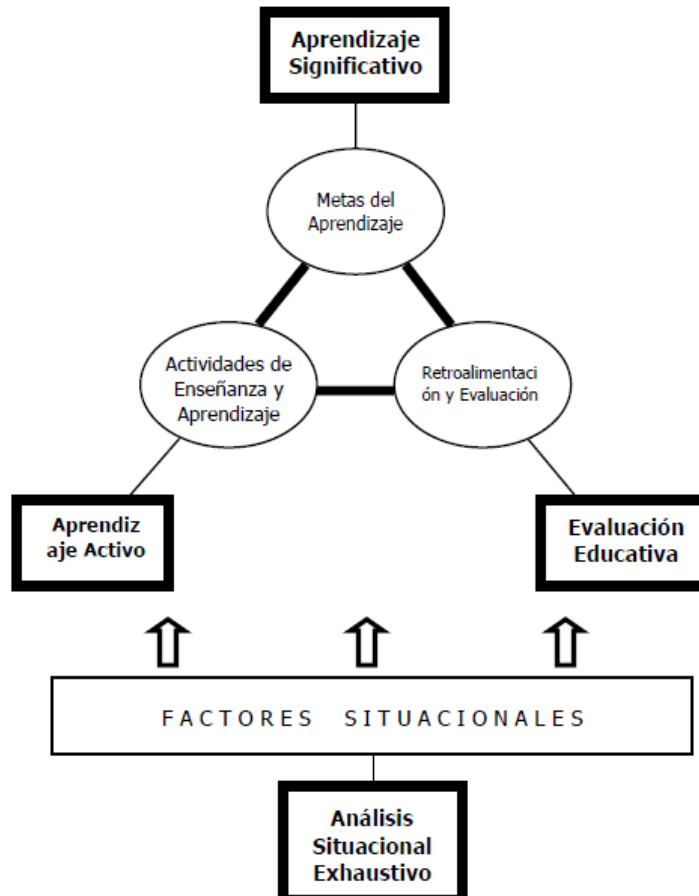 Aprendizaje
Significativo
Metas del
Aprendizaje
Actividades de
Enseñanza y
Aprendizaje
Retroalimentaci
ón y Evaluación
Aprendiz
aje Activo
Evaluación
Educativa
FACTORES SITUACIONALES
Análisis
Situacional
Exhaustivo